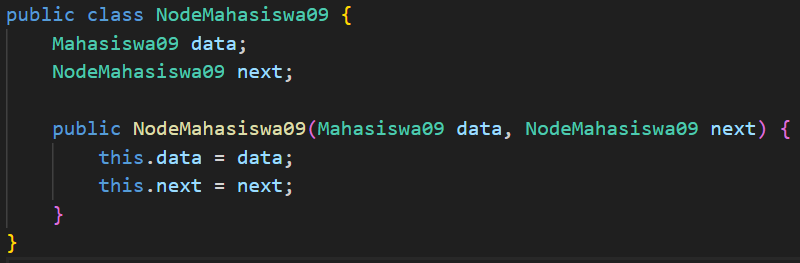 public class NodeMahasiswa09 {
    Mahasiswa09 data;
    NodeMahasiswa09 next;

    public NodeMahasiswa09(Mahasiswa09 data, NodeMahasiswa09 next) {
        this.data = data;
        this.next = next;
    }
}